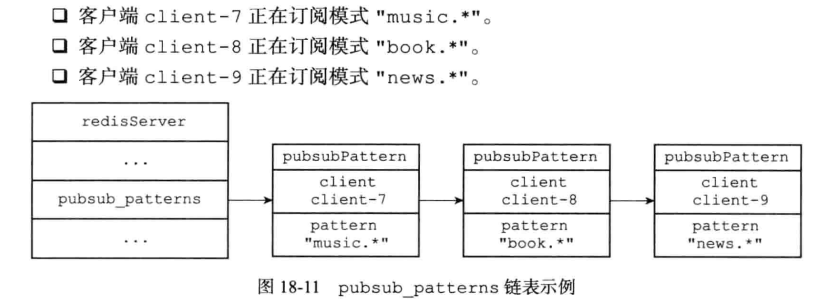 ❑ 客户端 client-7 正在订阅模式 "music.*"。
❑ 客户端 client-8 正在订阅模式 "book.*"。
❑ 客户端 client-9 正在订阅模式 "news.*"。
redisServer
...
pubsub_patterns
...
pubsubPattern
client
client-7
pattern
"music.*"
pubsubPattern
client
client-8
pattern
"book.*"
pubsubPattern
client
client-9
pattern
"news.*"
图 18-11 pubsub_patterns 链表示例